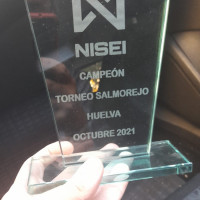 NISEI
CAMPEÓN
TORNEO SALMOREJO
HUELVA
OCTUBRE 2021